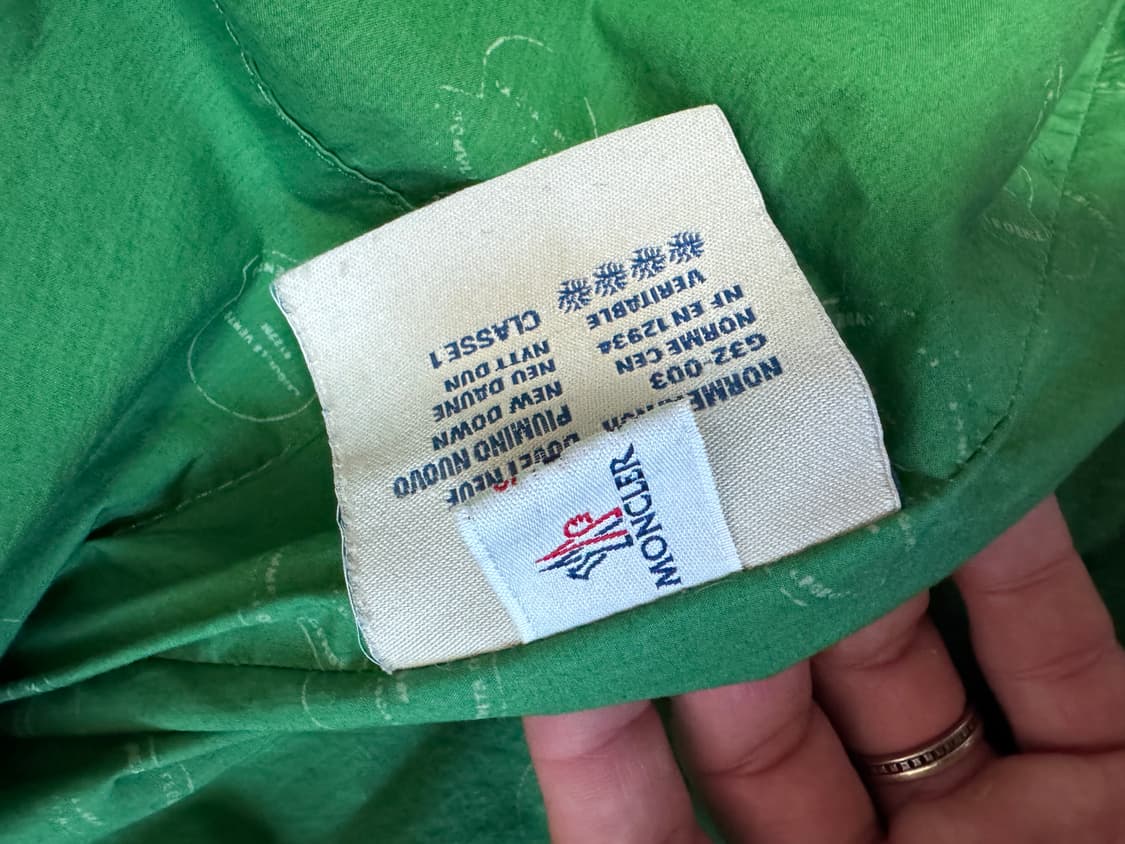 MONCLER
NORME
G32-003
NORME CEN
NF EN 12934
VERITABLE
DUVET NEUF
PIUMINO NUOVO
NEW DOWN
NEU DAUNE
NYTT DUN
CLASSE 1